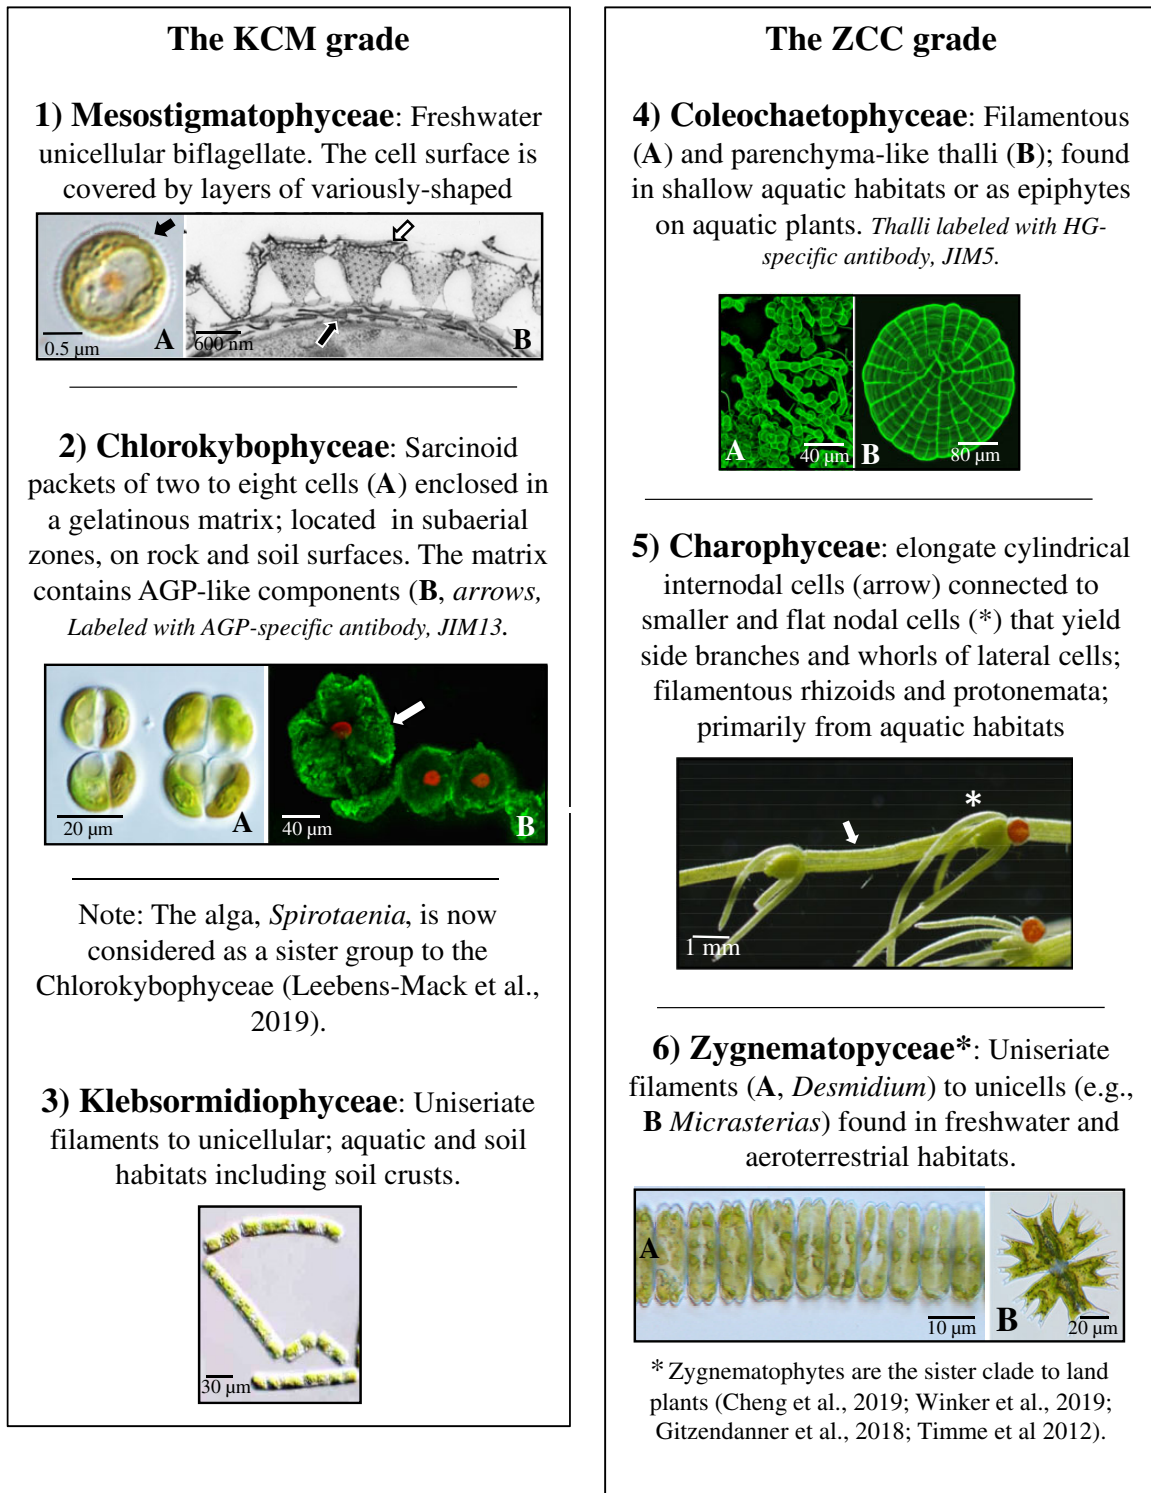 The KCM grade
1) Mesostigmatophyceae: Freshwater
unicellular biflagellate. The cell surface is
covered by layers of variously-shaped
0.5 μm
A
600 nm
B
2) Chlorokybophyceae: Sarcinoid
packets of two to eight cells (A) enclosed in
a gelatinous matrix; located in subaerial
zones, on rock and soil surfaces. The matrix
contains AGP-like components (B, arrows,
Labeled with AGP-specific antibody, JIM13.
20 μm
A
40 μm
B
Note: The alga, Spirotaenia, is now
considered as a sister group to the
Chlorokybophyceae (Leebens-Mack et al.,
2019).
3) Klebsormidiophyceae: Uniseriate
filaments to unicellular; aquatic and soil
habitats including soil crusts.
30 μm
The ZCC grade
4) Coleochaetophyceae: Filamentous
(A) and parenchyma-like thalli (B); found
in shallow aquatic habitats or as epiphytes
on aquatic plants. Thalli labeled with HG-
specific antibody, JIM5.
A
40 μm
B
80 μm
5) Charophyceae: elongate cylindrical
internodal cells (arrow) connected to
smaller and flat nodal cells (*) that yield
side branches and whorls of lateral cells;
filamentous rhizoids and protonemata;
primarily from aquatic habitats
*
1 mm
6) Zygnematopyceae*: Uniseriate
filaments (A, Desmidium) to unicells (e.g.,
B Micrasterias) found in freshwater and
aeroterrestrial habitats.
A
10 μm
B
20 μm
* Zygnematophytes are the sister clade to land
plants (Cheng et al., 2019; Winker et al., 2019;
Gitzendanner et al., 2018; Timme et al 2012).